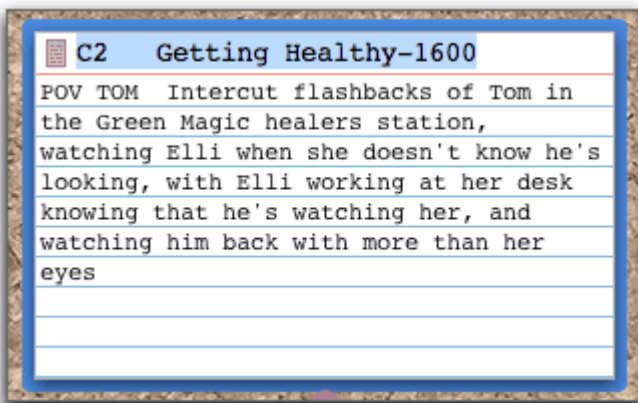 C2 Getting Healthy-1600
POV TOM Intercut flashbacks of Tom in
the Green Magic healers station,
watching Elli when she doesn't know he's
looking, with Elli working at her desk
knowing that he's watching her, and
watching him back with more than her
eyes